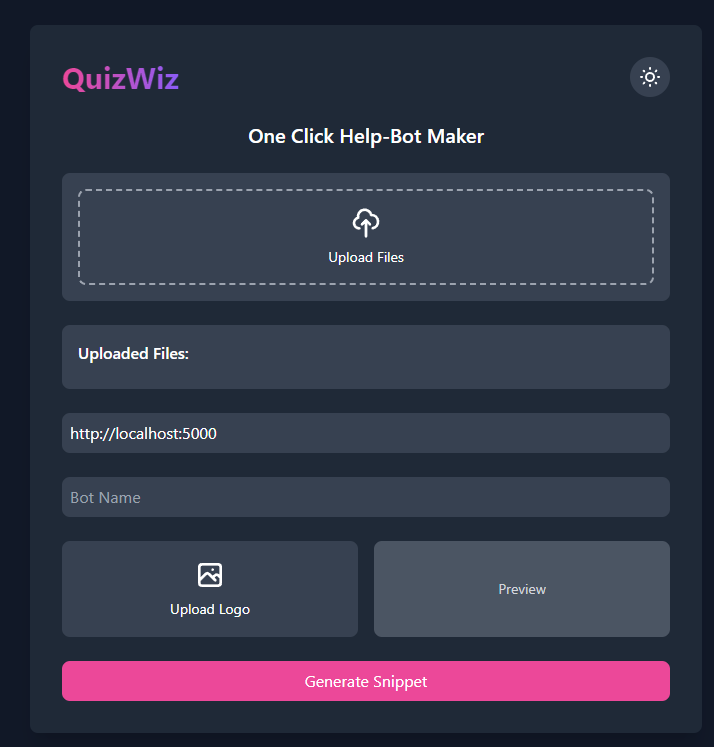 QuizWiz
One Click Help-Bot Maker
Upload Files
Uploaded Files:
http://localhost:5000
Bot Name
Upload Logo
Preview
Generate Snippet